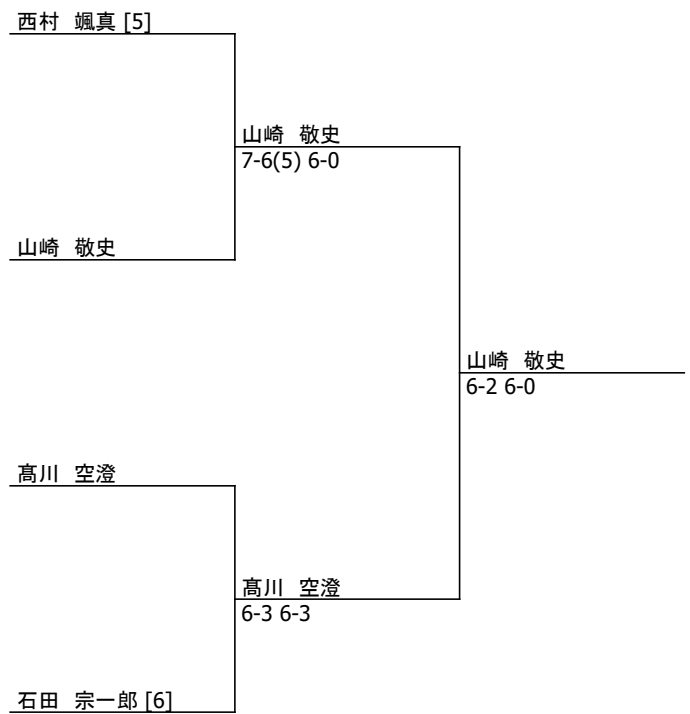 西村 颯真 [5]
山崎 敬史
7-6(5) 6-0
山崎 敬史
山崎 敬史
6-2 6-0
髙川 空澄
髙川 空澄
6-3 6-3
石田 宗一郎 [6]